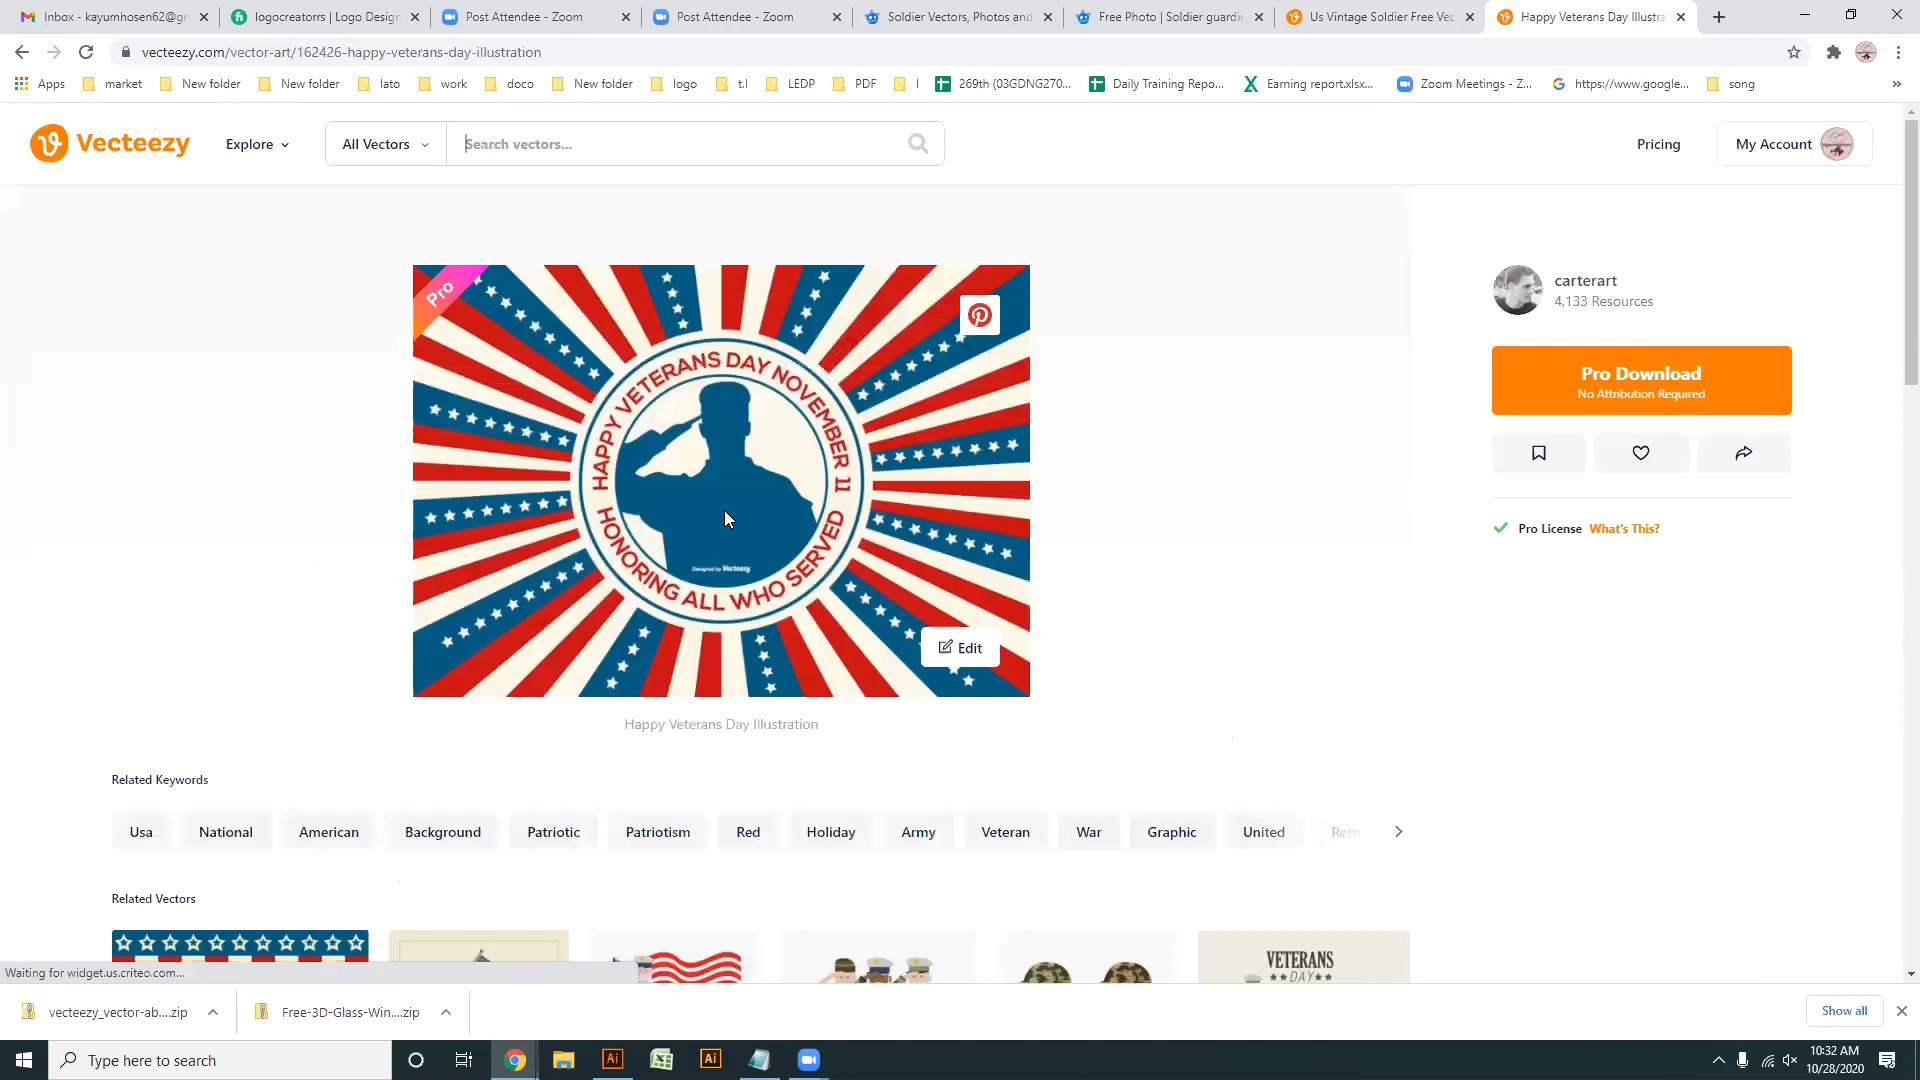 Inbox - kayumhosen62@gm
logocreatorrs | Logo Design
Post Attendee - Zoom
Post Attendee - Zoom
Soldier Vectors, Photos and
Free Photo | Soldier guardi
Us Vintage Soldier Free Vec
Happy Veterans Day Illustra
vecteezy.com/vector-art/162426-happy-veterans-day-illustration
Apps
market
New folder
New folder
lato
work
doco
New folder
logo
t.l
LEDP
PDF
l
269th (03GDNG270...
Daily Training Repo...
Earning report.xlsx...
Zoom Meetings - Z...
https://www.google...
song
Vecteezy
Explore
All Vectors
Search vectors...
Pricing
My Account
Pro
HAPPY VETERANS DAY NOVEMBER 11
HONORING ALL WHO SERVED
Designed by Vecteezy
Edit
Happy Veterans Day Illustration
carterart
4,133 Resources
Pro Download
No Attribution Required
Pro License What's This?
Related Keywords
Usa
National
American
Background
Patriotic
Patriotism
Red
Holiday
Army
Veteran
War
Graphic
United
Retro
Related Vectors
VETERANS
DAY
Waiting for widget.us.criteo.com...
vecteezy_vector-ab....zip
Free-3D-Glass-Win....zip
Show all
Type here to search
10:32 AM
10/28/2020